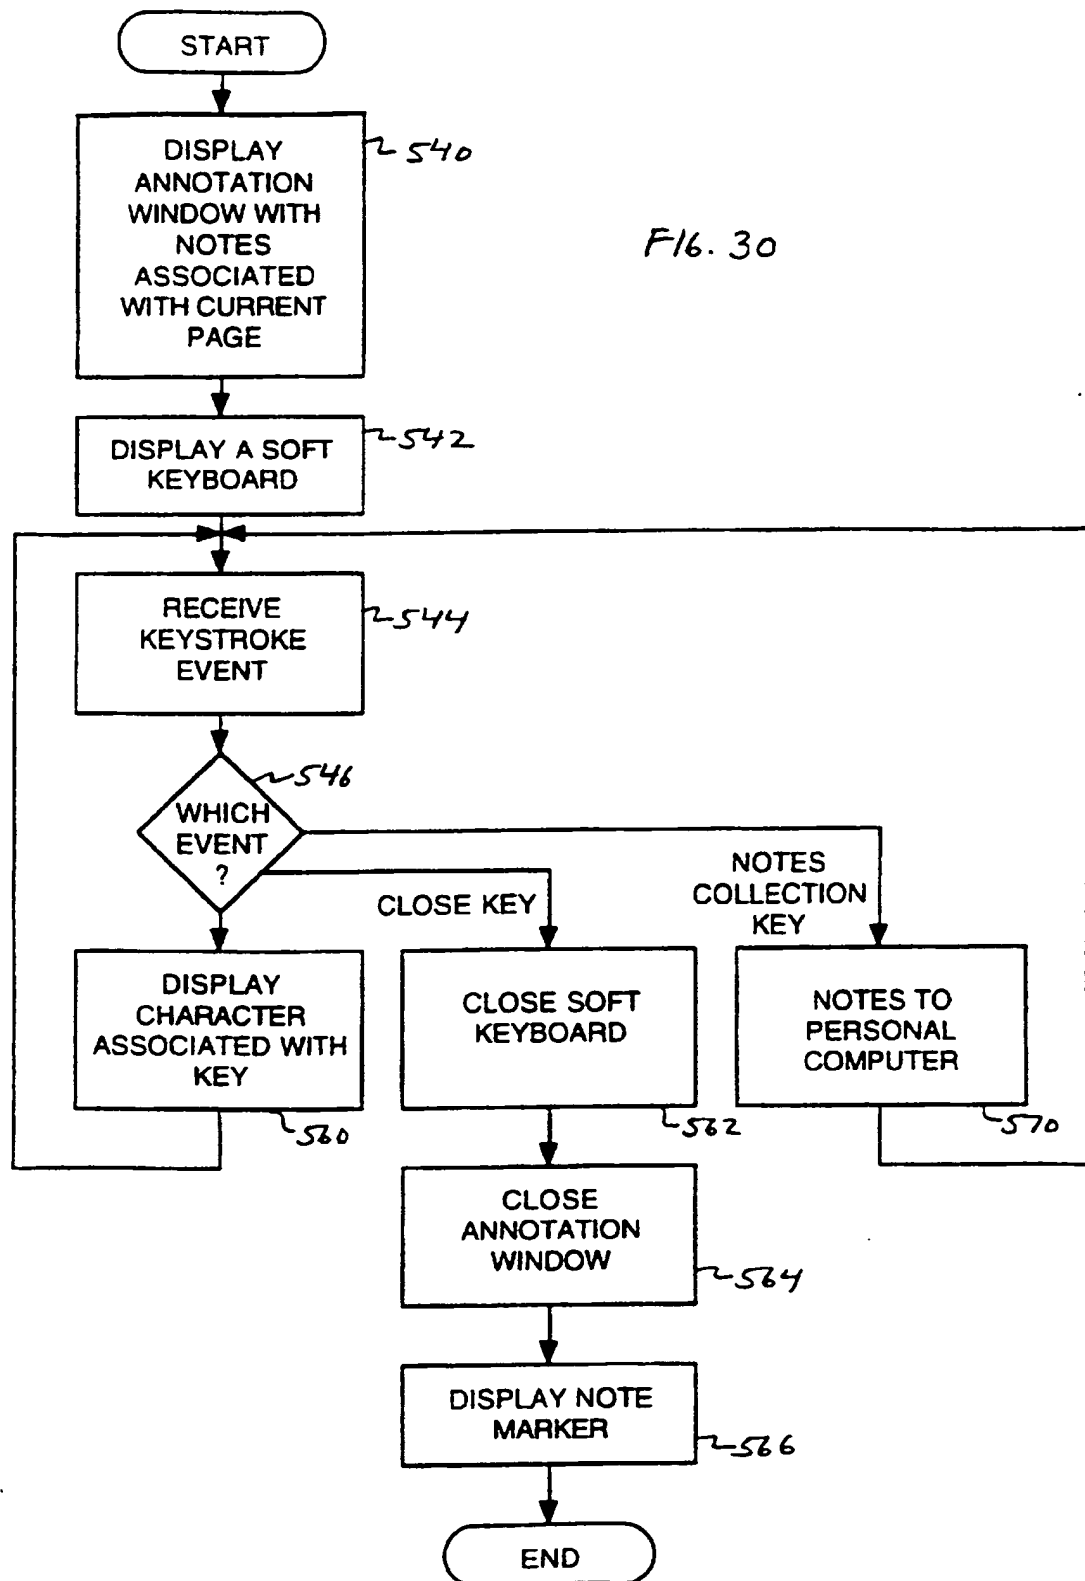 START
DISPLAY
ANNOTATION
WINDOW WITH
NOTES
ASSOCIATED
WITH CURRENT
PAGE
540
FIG. 30
DISPLAY A SOFT
KEYBOARD
542
RECEIVE
KEYSTROKE
EVENT
544
WHICH
EVENT
?
546
CLOSE KEY
NOTES
COLLECTION
KEY
DISPLAY
CHARACTER
ASSOCIATED WITH
KEY
560
CLOSE SOFT
KEYBOARD
562
NOTES TO
PERSONAL
COMPUTER
570
CLOSE
ANNOTATION
WINDOW
564
DISPLAY NOTE
MARKER
566
END